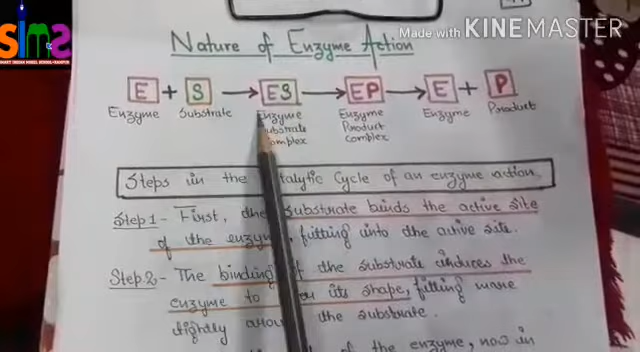 SIMS
Made with KINEMASTER
Nature of Enzyme Action
E + S → ES → EP → E + P
Enzyme Substrate Enzyme Substrate Complex Enzyme Product Complex Enzyme Product
Steps in the catalytic cycle of an enzyme action.
Step 1 - First, the substrate binds the active site
of the enzyme, fitting into the active site.
Step 2 - The binding of the substrate induces the
enzyme to its shape, fitting more
tightly around the substrate.
of the enzyme, now in